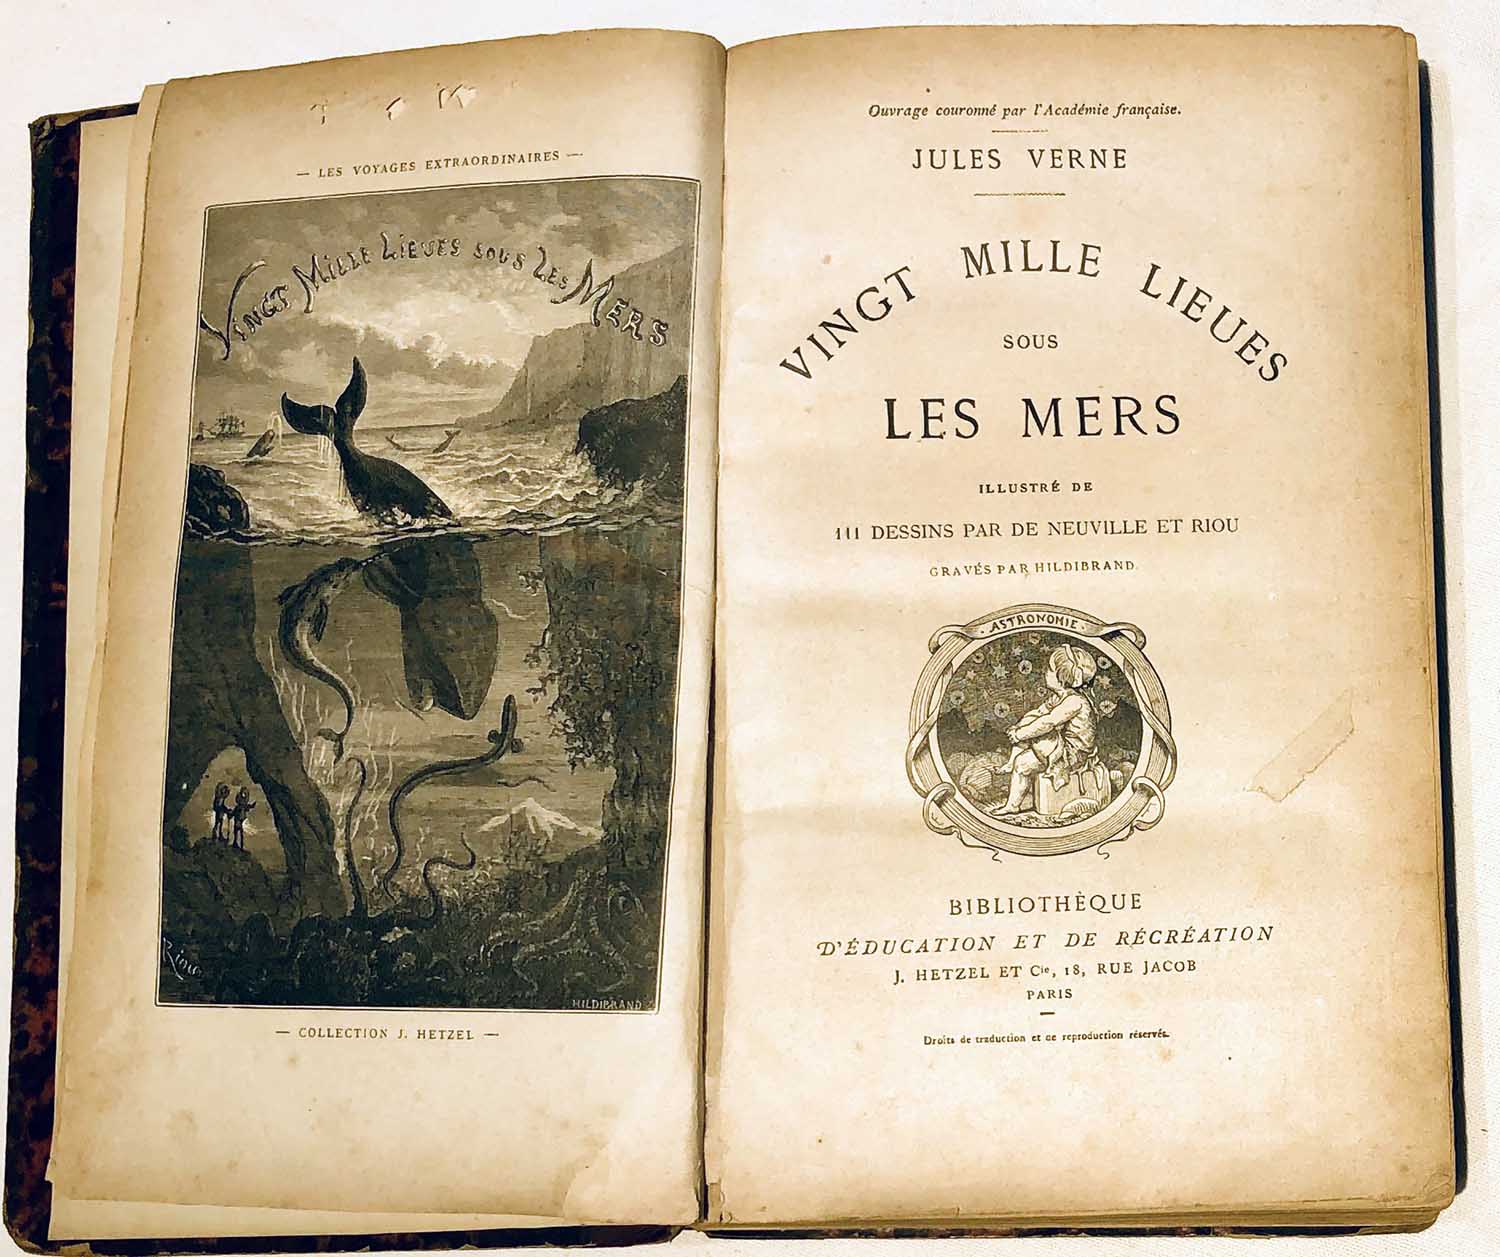 — LES VOYAGES EXTRAORDINAIRES —
VINGT MILLE LIEUES SOUS LES MERS
Riou
HILDIBRAND
— COLLECTION J. HETZEL —
Ouvrage couronné par l'Académie française.
JULES VERNE
VINGT MILLE LIEUES
SOUS
LES MERS
ILLUSTRÉ DE
111 DESSINS PAR DE NEUVILLE ET RIOU
GRAVÉS PAR HILDIBRAND.
· ASTRONOMIE ·
BIBLIOTHÈQUE
D'ÉDUCATION ET DE RÉCRÉATION
J. HETZEL ET Cie, 18, RUE JACOB
PARIS
Droits de traduction et de reproduction réservés.